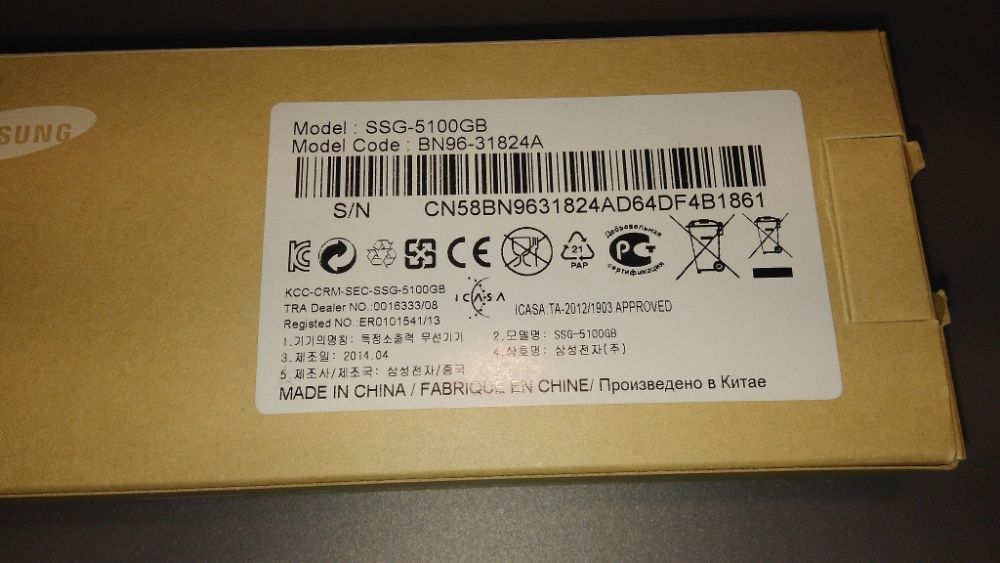 SUNG
Model : SSG-5100GB
Model Code : BN96-31824A
S/N CN58BN9631824AD64DF4B1861
21
PAP
Добровольная
РСТ
сертификация
KCC-CRM-SEC-SSG-5100GB
TRA Dealer NO.:0016333/08
Registed NO.:ER0101541/13
ICASA
ICASA:TA-2012/1903 APPROVED
1.기기의명칭: 특정소출력 무선기기 2.모델명: SSG-5100GB
3.제조일: 2014.04 4.상호명: 삼성전자(주)
5.제조사/제조국: 삼성전자/중국
MADE IN CHINA / FABRIQUE EN CHINE/ Произведено в Китае